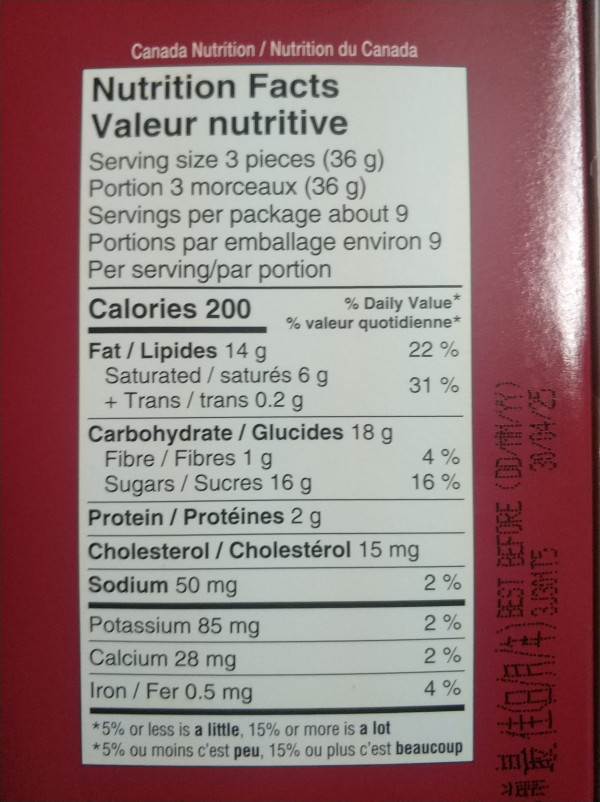 Canada Nutrition / Nutrition du Canada
Nutrition Facts
Valeur nutritive
Serving size 3 pieces (36 g)
Portion 3 morceaux (36 g)
Servings per package about 9
Portions par emballage environ 9
Per serving/par portion
Calories 200
% Daily Value*
% valeur quotidienne*
Fat / Lipides 14 g 22 %
Saturated / saturés 6 g
+ Trans / trans 0.2 g 31 %
Carbohydrate / Glucides 18 g
Fibre / Fibres 1 g 4 %
Sugars / Sucres 16 g 16 %
Protein / Protéines 2 g
Cholesterol / Cholestérol 15 mg
Sodium 50 mg 2 %
Potassium 85 mg 2 %
Calcium 28 mg 2 %
Iron / Fer 0.5 mg 4 %
*5% or less is a little, 15% or more is a lot
*5% ou moins c'est peu, 15% ou plus c'est beaucoup
BEST BEFORE (DD/MM/YY)
30/04/25